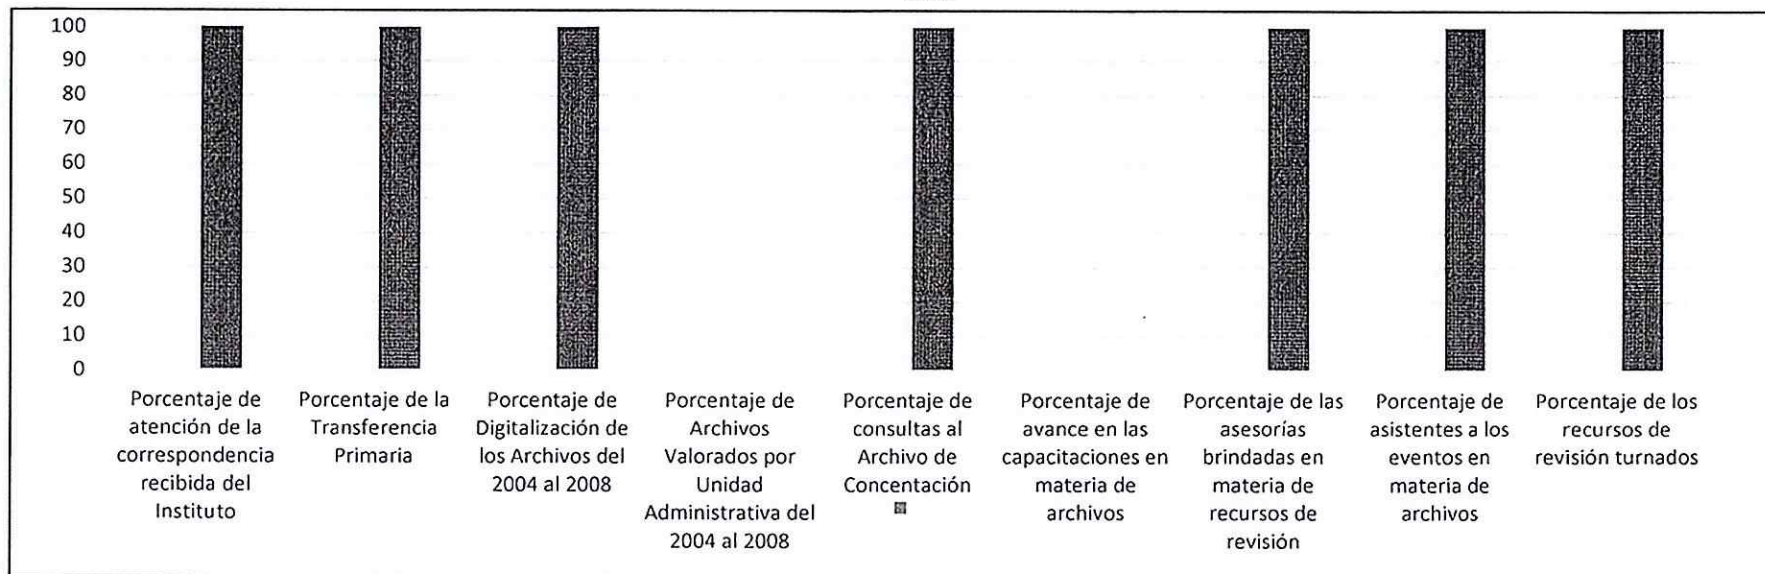 100
90
80
70
60
50
40
30
20
10
0
Porcentaje de
atención de la
correspondencia
recibida del
Instituto
Porcentaje de la
Transferencia
Primaria
Porcentaje de
Digitalización de
los Archivos del
2004 al 2008
Porcentaje de
Archivos
Valorados por
Unidad
Administrativa del
2004 al 2008
Porcentaje de
consultas al
Archivo de
Concentación
Porcentaje de
avance en las
capacitaciones en
materia de
archivos
Porcentaje de las
asesorías
brindadas en
materia de
recursos de
revisión
Porcentaje de
asistentes a los
eventos en
materia de
archivos
Porcentaje de los
recursos de
revisión turnados